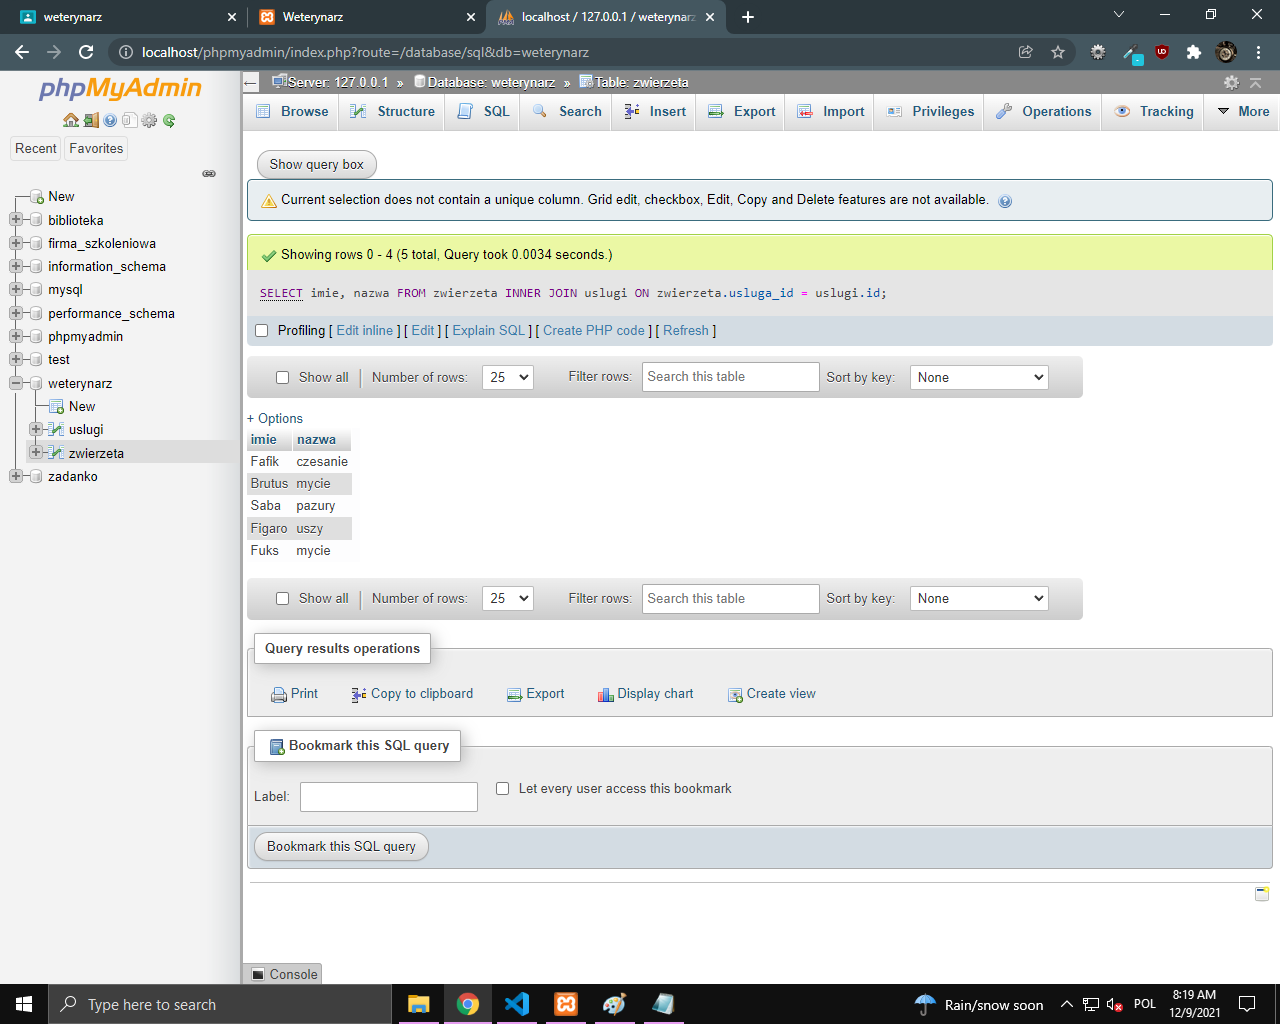 weterynarz
Weterynarz
localhost / 127.0.0.1 / weterynarz
localhost/phpmyadmin/index.php?route=/database/sql&db=weterynarz
phpMyAdmin
Recent
Favorites
New
biblioteka
firma_szkoleniowa
information_schema
mysql
performance_schema
phpmyadmin
test
weterynarz
New
uslugi
zwierzeta
zadanko
Server: 127.0.0.1 » Database: weterynarz » Table: zwierzeta
Browse Structure SQL Search Insert Export Import Privileges Operations Tracking More
Show query box
Current selection does not contain a unique column. Grid edit, checkbox, Edit, Copy and Delete features are not available.
Showing rows 0 - 4 (5 total, Query took 0.0034 seconds.)
SELECT imie, nazwa FROM zwierzeta INNER JOIN uslugi ON zwierzeta.usluga_id = uslugi.id;
Profiling [ Edit inline ] [ Edit ] [ Explain SQL ] [ Create PHP code ] [ Refresh ]
Show all | Number of rows: 25 Filter rows: Search this table Sort by key: None
+ Options
imie nazwa
Fafik czesanie
Brutus mycie
Saba pazury
Figaro uszy
Fuks mycie
Show all | Number of rows: 25 Filter rows: Search this table Sort by key: None
Query results operations
Print Copy to clipboard Export Display chart Create view
Bookmark this SQL query
Label: Let every user access this bookmark
Bookmark this SQL query
Console
Type here to search
Rain/snow soon
POL
8:19 AM
12/9/2021